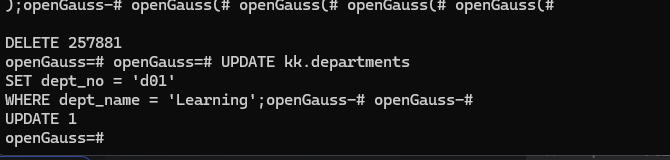 );openGauss-# openGauss(# openGauss(# openGauss(# openGauss(#
DELETE 257881
openGauss=# openGauss=# UPDATE kk.departments
SET dept_no = 'd01'
WHERE dept_name = 'Learning';openGauss-# openGauss-#
UPDATE 1
openGauss=#